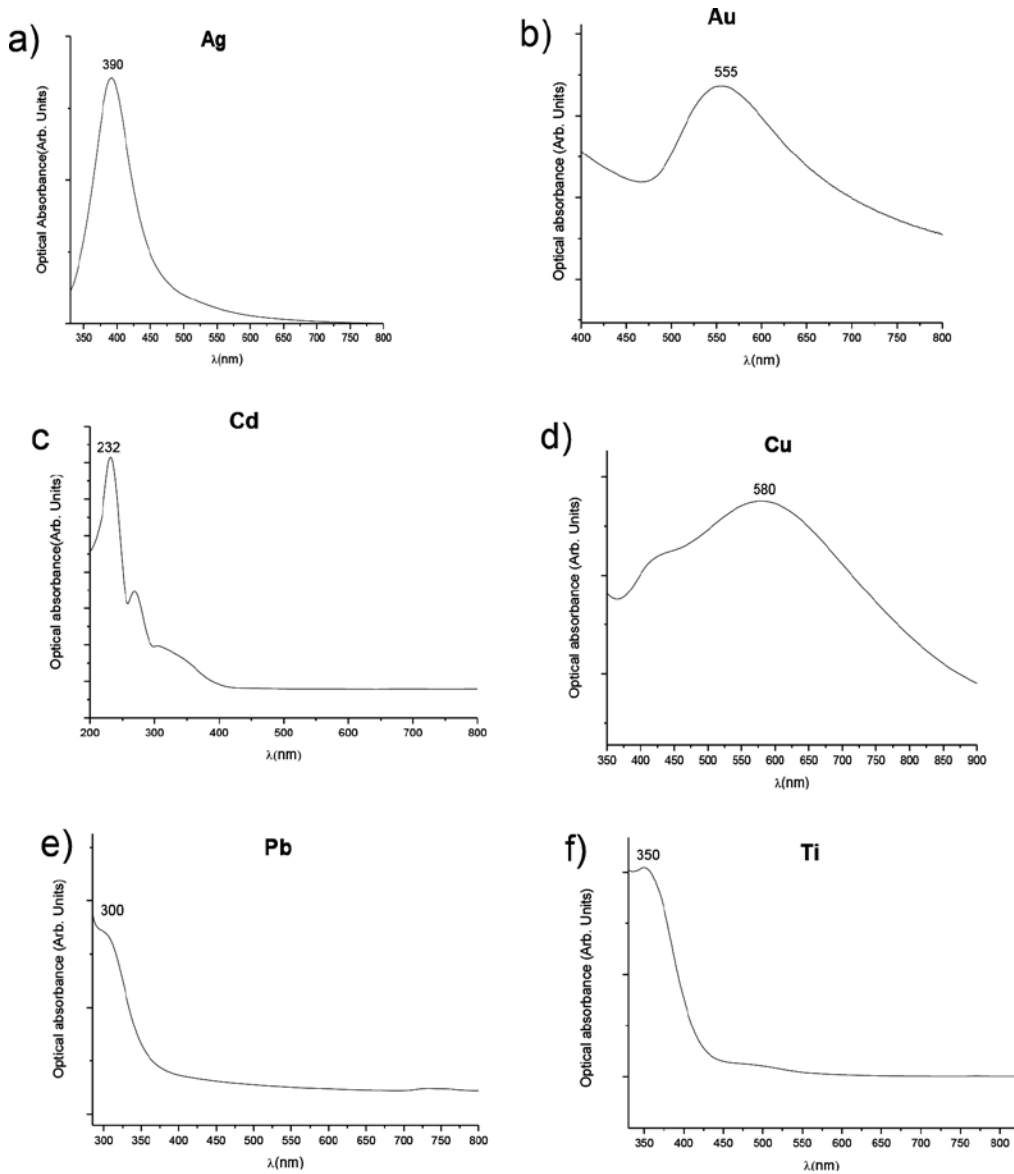 a)
Ag
390
Optical Absorbance(Arb. Units)
350 400 450 500 550 600 650 700 750 800
λ(nm)
b)
Au
555
Optical absorbance (Arb. Units)
400 450 500 550 600 650 700 750 800
λ(nm)
c
Cd
232
Optical absorbance(Arb. Units)
200 300 400 500 600 700 800
λ(nm)
d)
Cu
580
Optical absorbance (Arb. Units)
350 400 450 500 550 600 650 700 750 800 850 900
λ(nm)
e)
Pb
300
Optical absorbance (Arb. Units)
300 350 400 450 500 550 600 650 700 750 800
λ(nm)
f)
Ti
350
Optical absorbance (Arb. Units)
350 400 450 500 550 600 650 700 750 800
λ(nm)